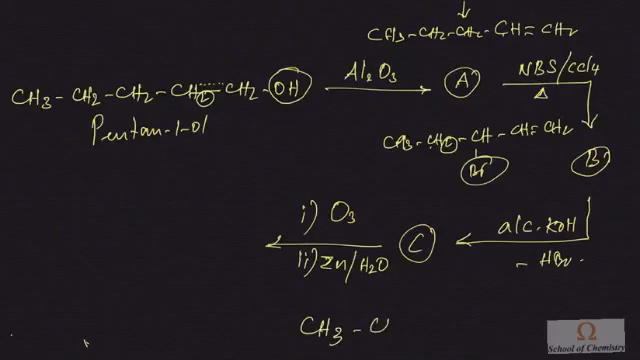 CH3-CH2-CH2-CH=CH2
CH3-CH2-CH2-CH2-CH2-OH
Al2O3
A
NBS/CCl4
Δ
Pentan-1-ol
CH3-CH2-CH-CH=CH2
Br
B
i) O3
ii) Zn/H2O
C
alc. KOH
-HBr.
CH3-C
Ω
School of Chemistry